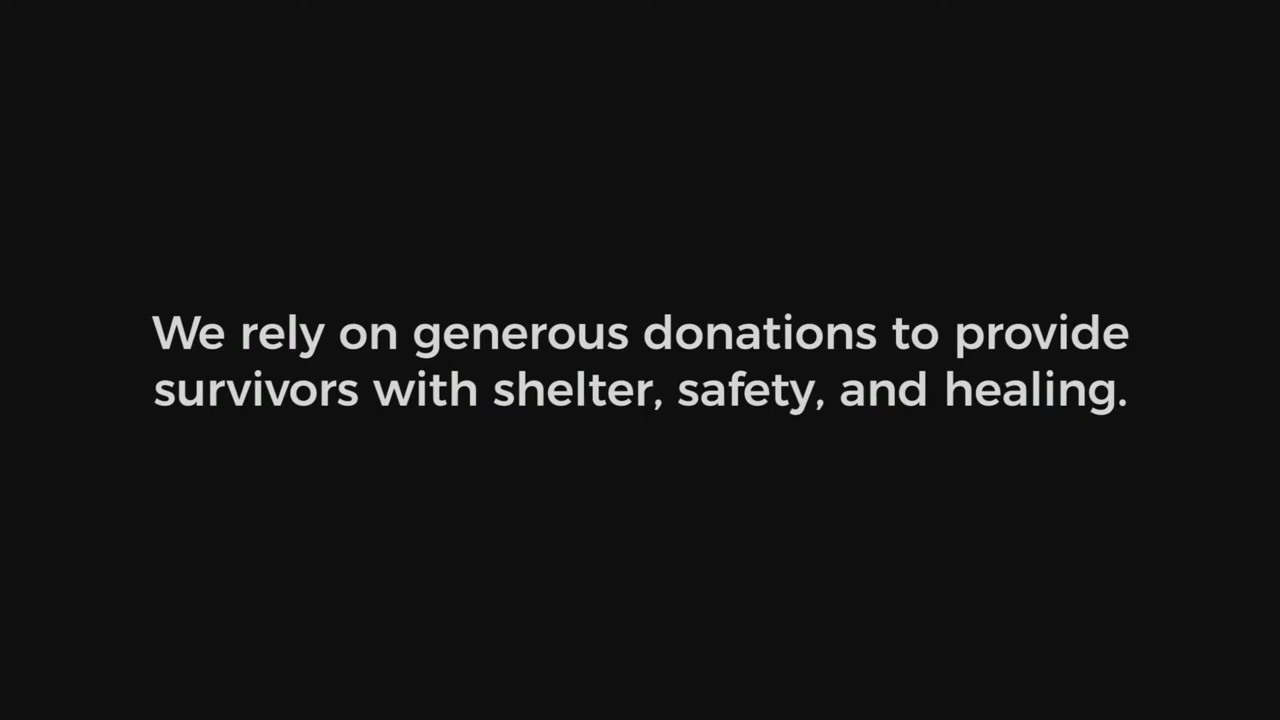 We rely on generous donations to provide
survivors with shelter, safety, and healing.